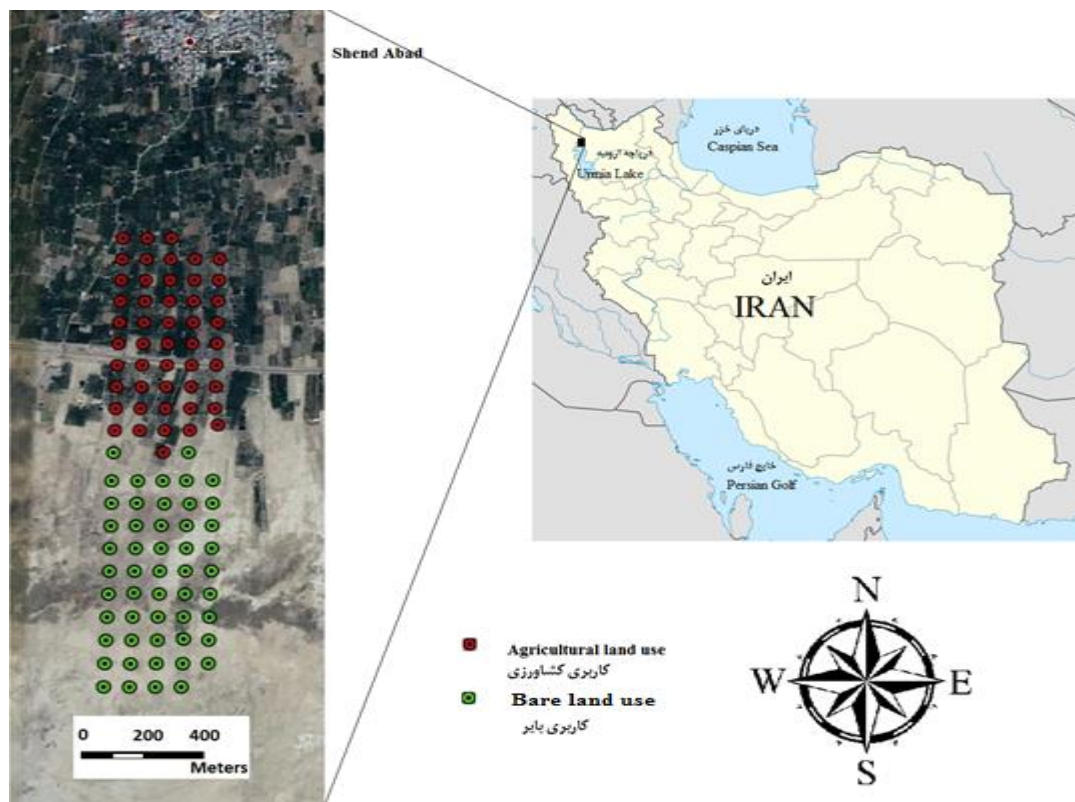 Shend Abad
دریای خزر
Caspian Sea
دریاچه ارومیه
Urmia Lake
ایران
IRAN
خلیج فارس
Persian Golf
Agricultural land use
کاربری کشاورزی
Bare land use
کاربری بایر
N
W E
S
0 200 400
Meters